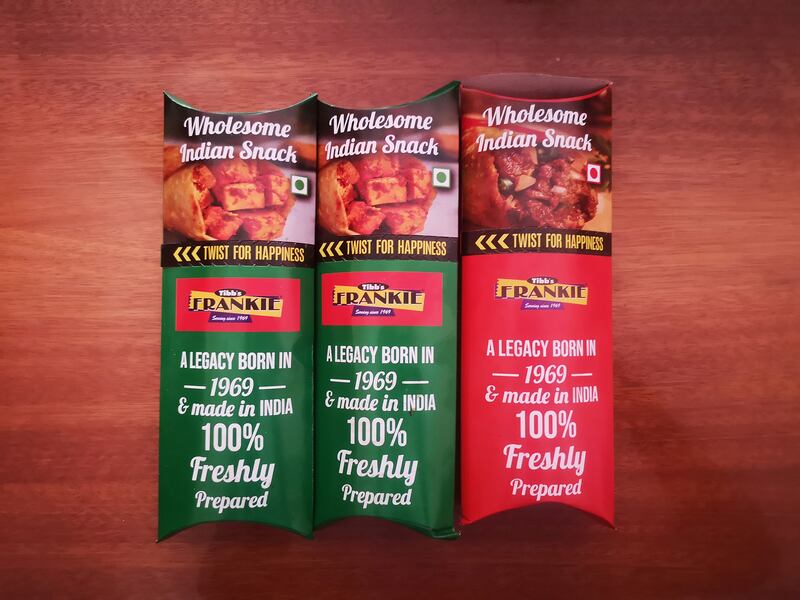 Wholesome
Indian Snack
<<< TWIST FOR HAPPINESS
Tibb's
FRANKIE
Serving since 1969
A LEGACY BORN IN
1969
& made in INDIA
100%
Freshly
Prepared
Wholesome
Indian Snack
<<< TWIST FOR HAPPINESS
Tibb's
FRANKIE
Serving since 1969
A LEGACY BORN IN
1969
& made in INDIA
100%
Freshly
Prepared
Wholesome
Indian Snack
<<< TWIST FOR HAPPINESS
Tibb's
FRANKIE
Serving since 1969
A LEGACY BORN IN
1969
& made in INDIA
100%
Freshly
Prepared